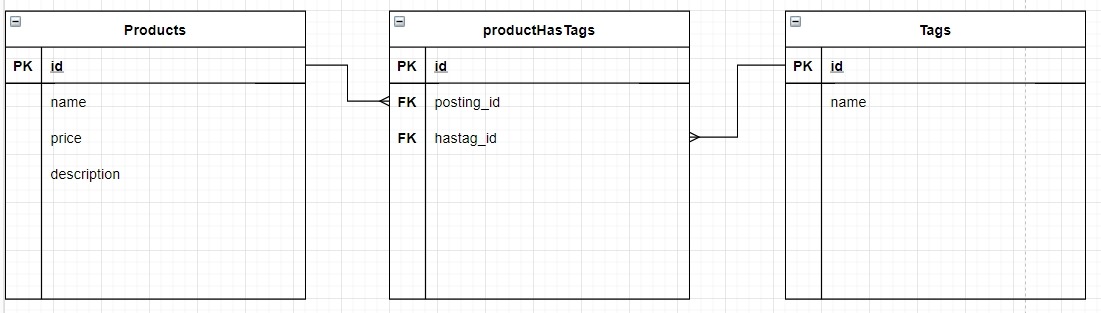 Products
PK id
name
price
description
productHasTags
PK id
FK posting_id
FK hastag_id
Tags
PK id
name